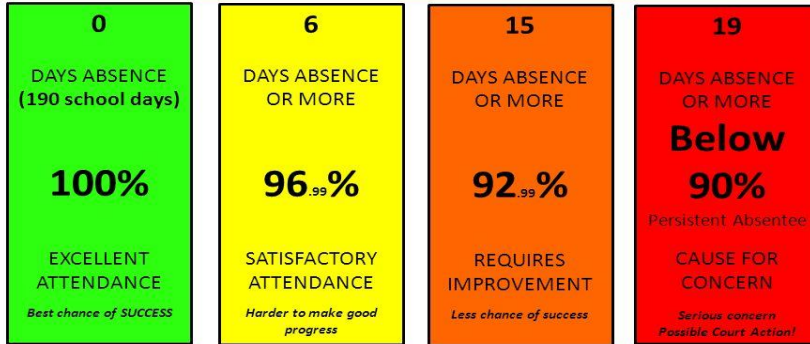 0
DAYS ABSENCE
(190 school days)
100%
EXCELLENT
ATTENDANCE
Best chance of SUCCESS
6
DAYS ABSENCE
OR MORE
96.99%
SATISFACTORY
ATTENDANCE
Harder to make good
progress
15
DAYS ABSENCE
OR MORE
92.99%
REQUIRES
IMPROVEMENT
Less chance of success
19
DAYS ABSENCE
OR MORE
Below
90%
Persistent Absentee
CAUSE FOR
CONCERN
Serious concern
Possible Court Action!